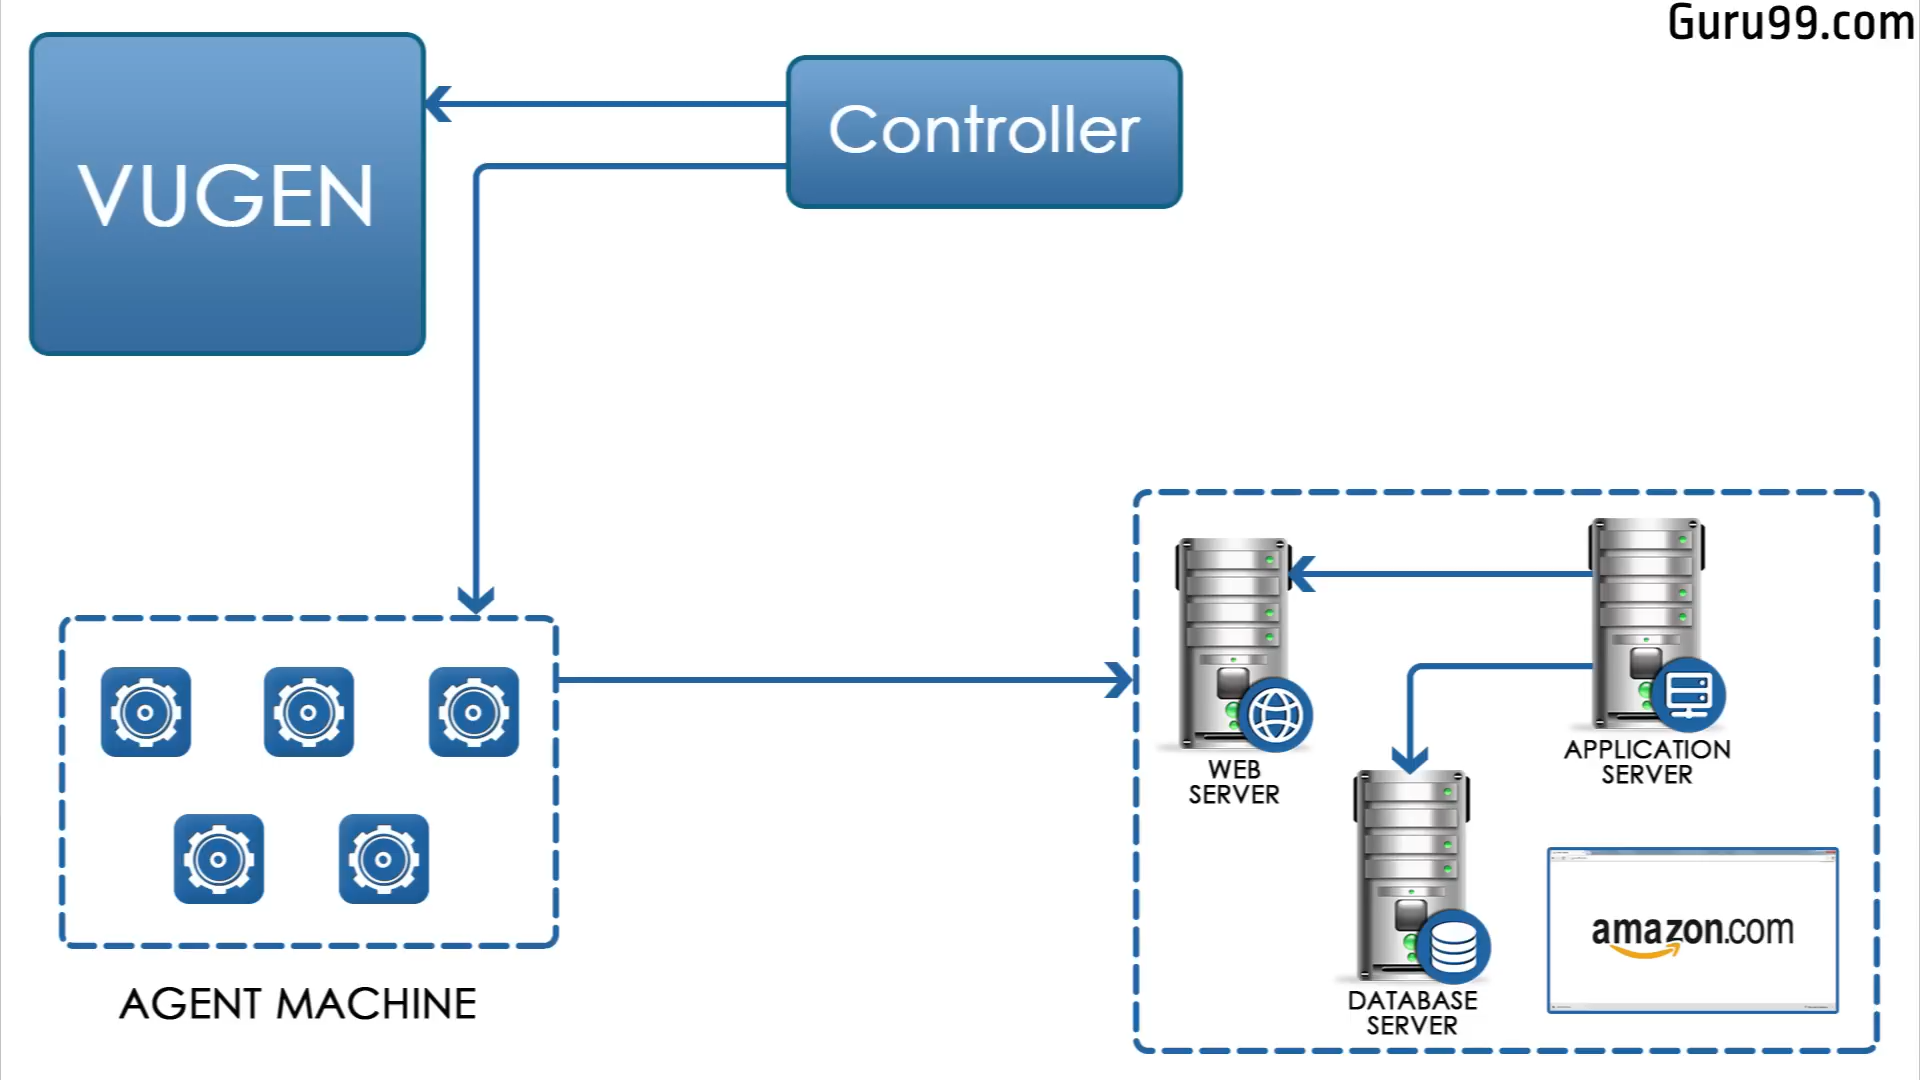 Guru99.com
VUGEN
Controller
WEB
SERVER
APPLICATION
SERVER
DATABASE
SERVER
amazon.com
AGENT MACHINE